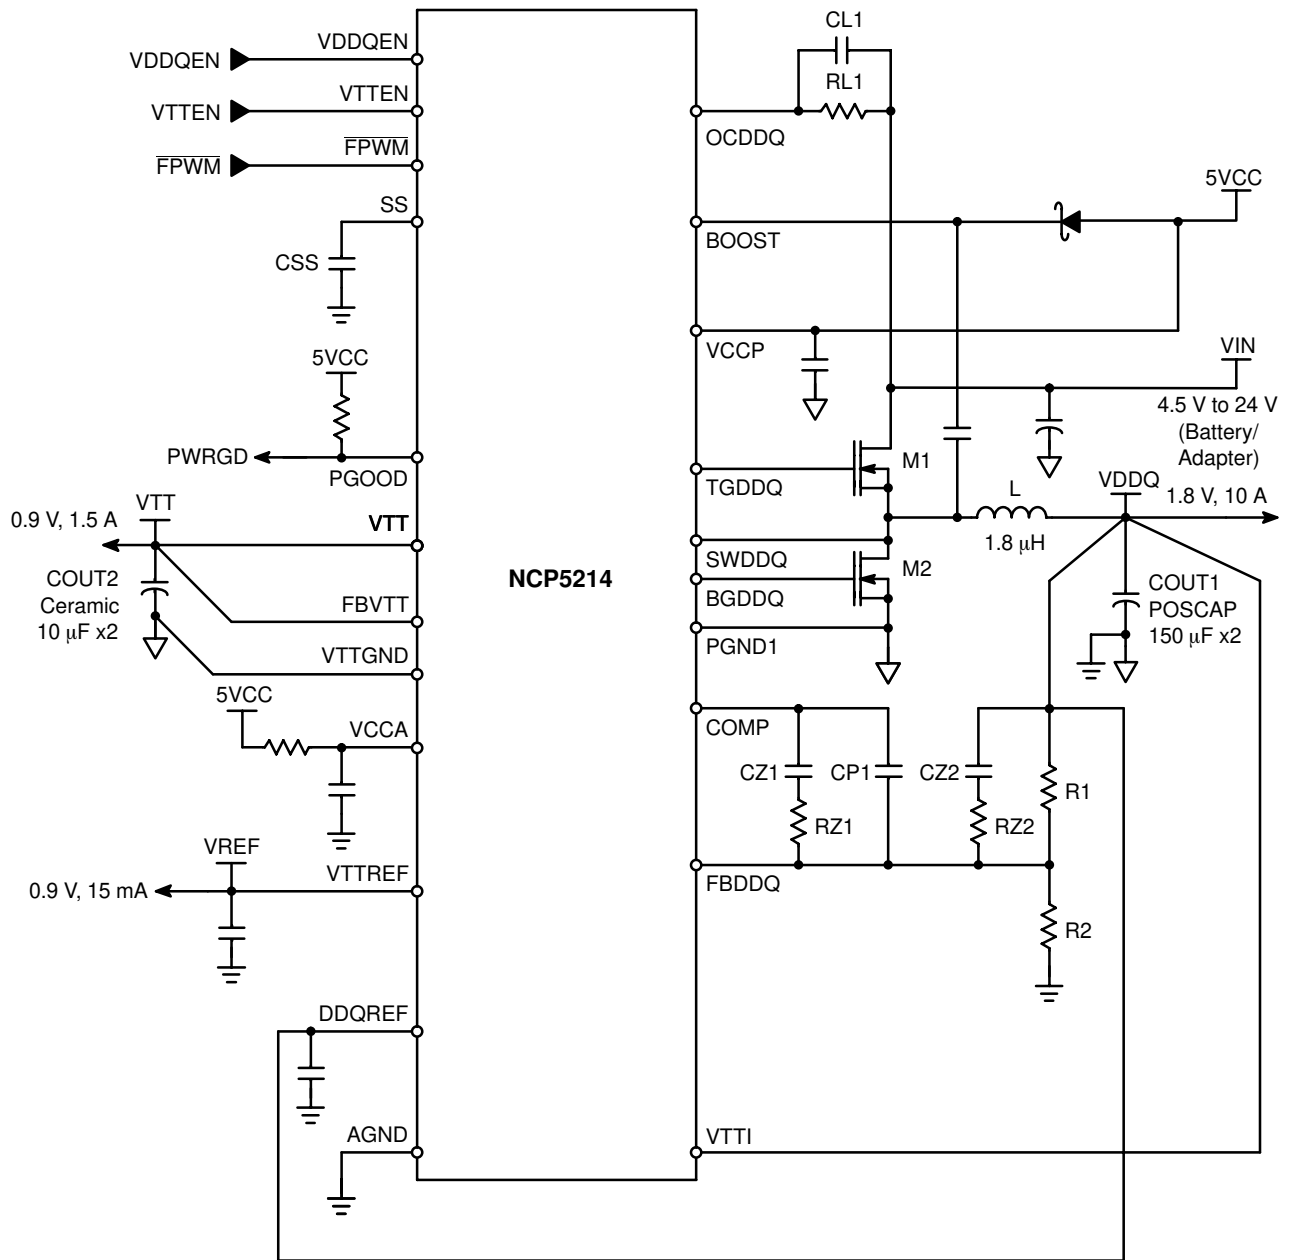 CL1
VDDQEN
VDDQEN
RL1
VTTEN
VTTEN
OCDDQ
FPWM
FPWM
5VCC
SS
BOOST
CSS
VCCP
VIN
5VCC
4.5 V to 24 V
(Battery/
Adapter)
PWRGD
PGOOD
M1
TGDDQ
VDDQ
1.8 V, 10 A
L
1.8 μH
VTT
0.9 V, 1.5 A
VTT
SWDDQ
NCP5214
M2
BGDDQ
COUT2
Ceramic
10 μF x2
FBVTT
COUT1
POSCAP
150 μF x2
PGND1
VTTGND
5VCC
VCCA
COMP
CZ1
CP1
CZ2
R1
RZ1
RZ2
VREF
VTTREF
0.9 V, 15 mA
FBDDQ
R2
DDQREF
AGND
VTTI